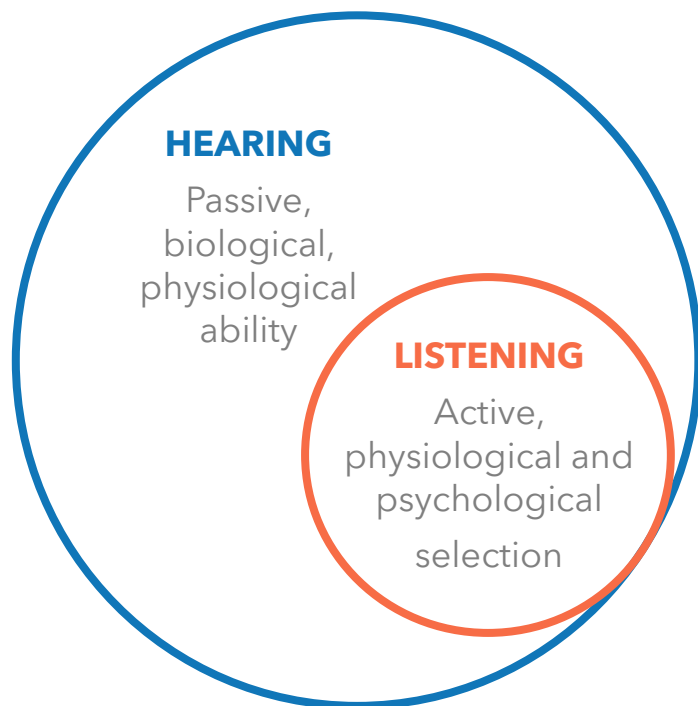 HEARING
Passive,
biological,
physiological
ability
LISTENING
Active,
physiological and
psychological
selection